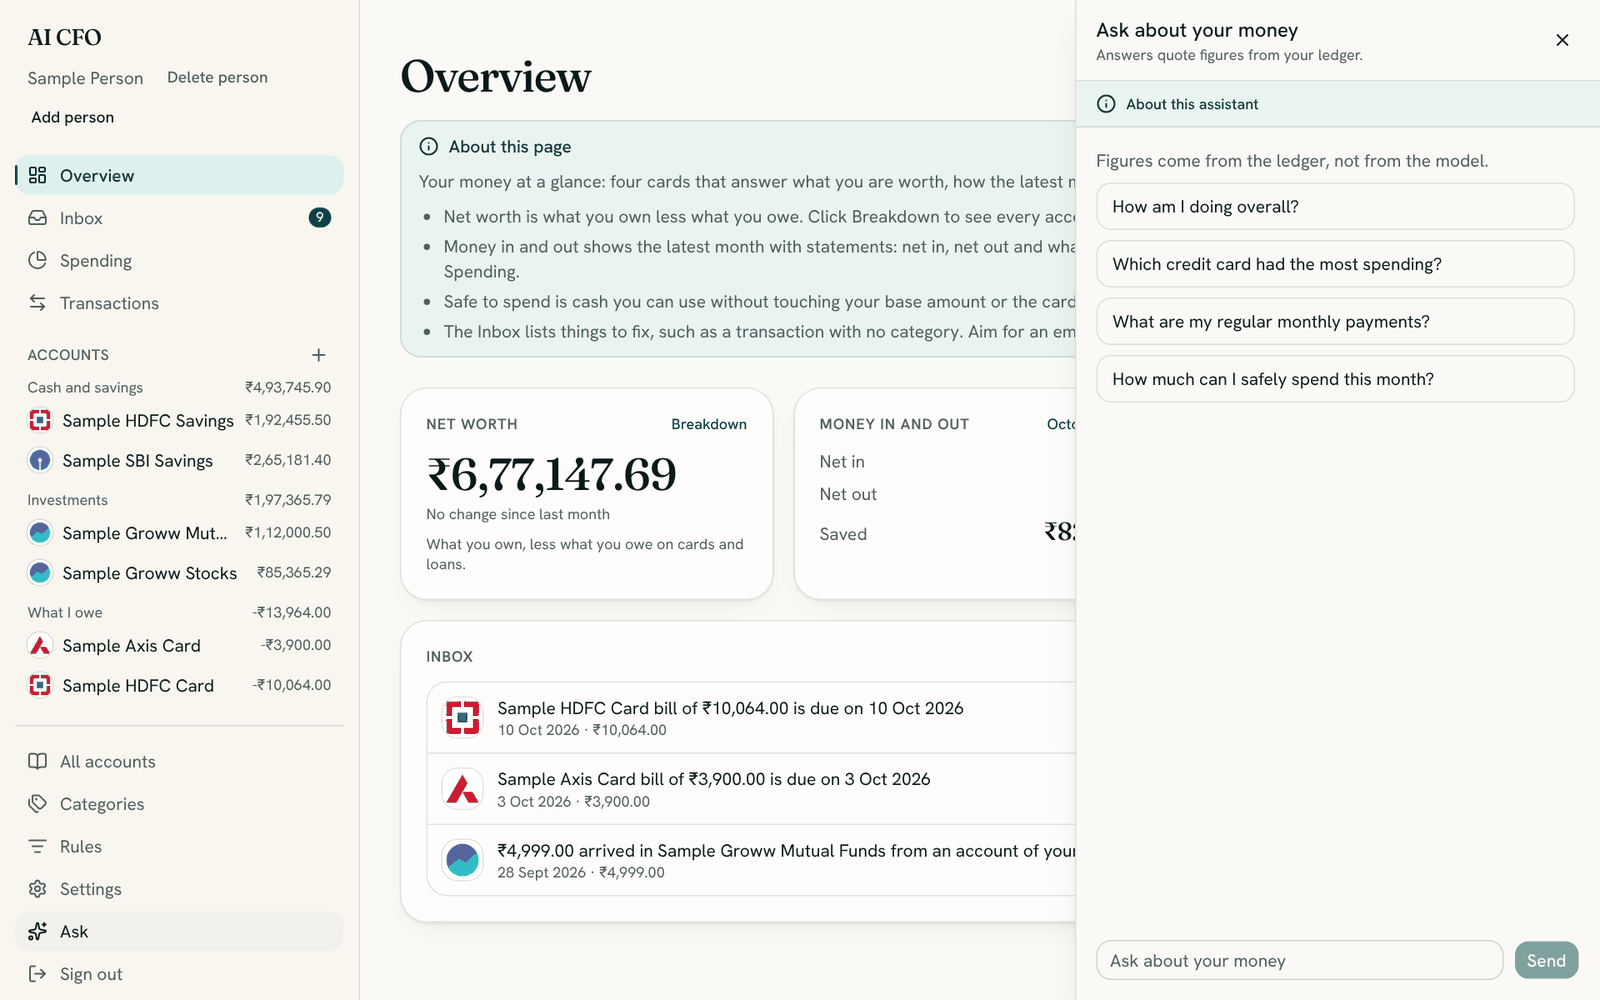 AI CFO
Sample Person Delete person
Add person
Overview
Inbox 9
Spending
Transactions
ACCOUNTS
Cash and savings ₹4,93,745.90
Sample HDFC Savings ₹1,92,455.50
Sample SBI Savings ₹2,65,181.40
Investments ₹1,97,365.79
Sample Groww Mut... ₹1,12,000.50
Sample Groww Stocks ₹85,365.29
What I owe -₹13,964.00
Sample Axis Card -₹3,900.00
Sample HDFC Card -₹10,064.00
All accounts
Categories
Rules
Settings
Ask
Sign out
Overview
About this page
Your money at a glance: four cards that answer what you are worth, how the latest
Net worth is what you own less what you owe. Click Breakdown to see every
Money in and out shows the latest month with statements: net in, net out and
Spending.
Safe to spend is cash you can use without touching your base amount or the card
The Inbox lists things to fix, such as a transaction with no category. Aim for an
NET WORTH Breakdown
₹6,77,147.69
No change since last month
What you own, less what you owe on cards and
loans.
MONEY IN AND OUT
Net in
Net out
Saved
INBOX
Sample HDFC Card bill of ₹10,064.00 is due on 10 Oct 2026
10 Oct 2026 · ₹10,064.00
Sample Axis Card bill of ₹3,900.00 is due on 3 Oct 2026
3 Oct 2026 · ₹3,900.00
₹4,999.00 arrived in Sample Groww Mutual Funds from an account of your
28 Sept 2026 · ₹4,999.00
Ask about your money
Answers quote figures from your ledger.
About this assistant
Figures come from the ledger, not from the model.
How am I doing overall?
Which credit card had the most spending?
What are my regular monthly payments?
How much can I safely spend this month?
Ask about your money Send